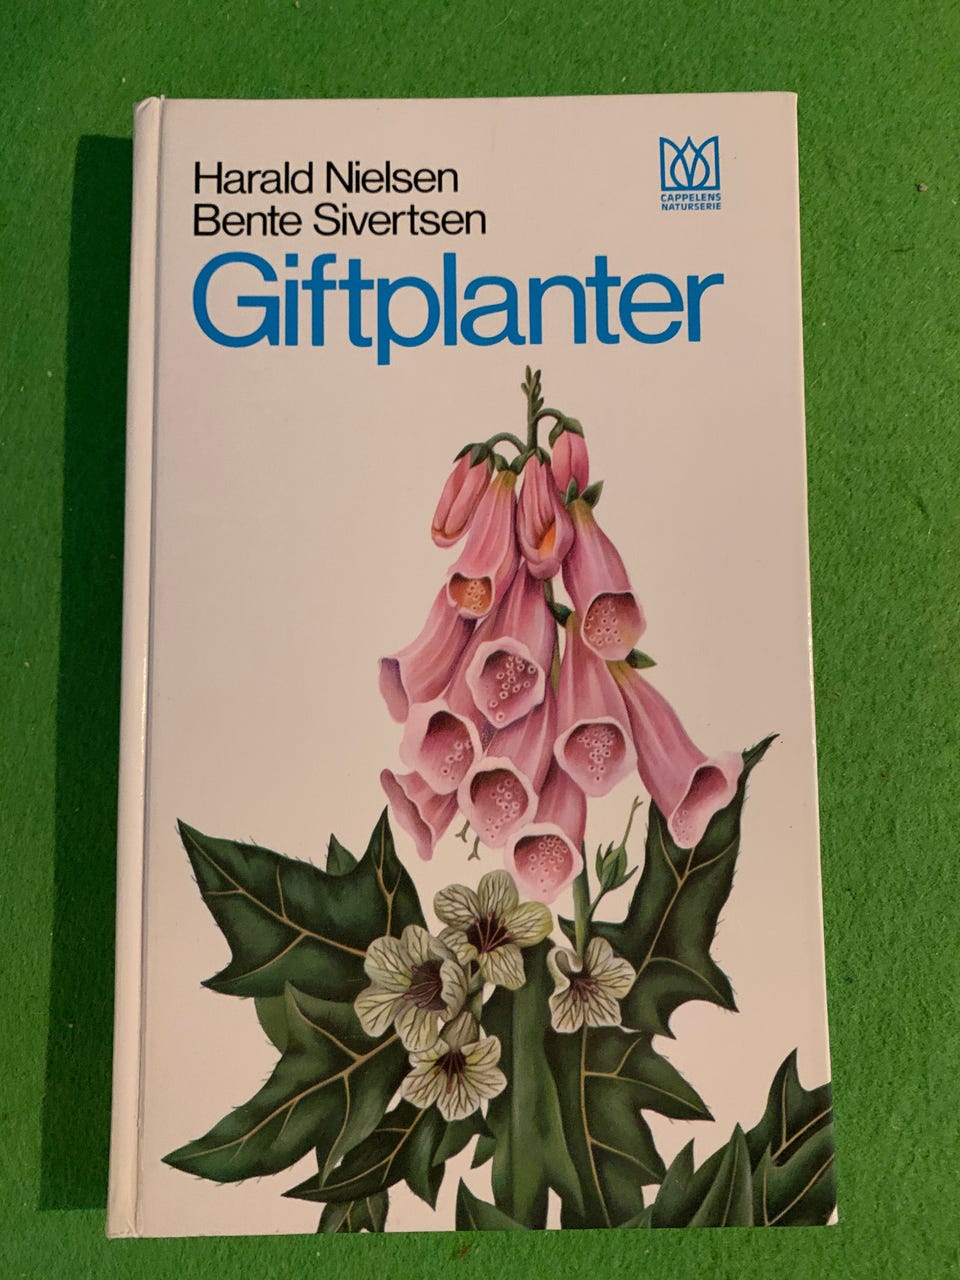 Harald Nielsen
Bente Sivertsen
Giftplanter
CAPPELENS
NATURSERIE